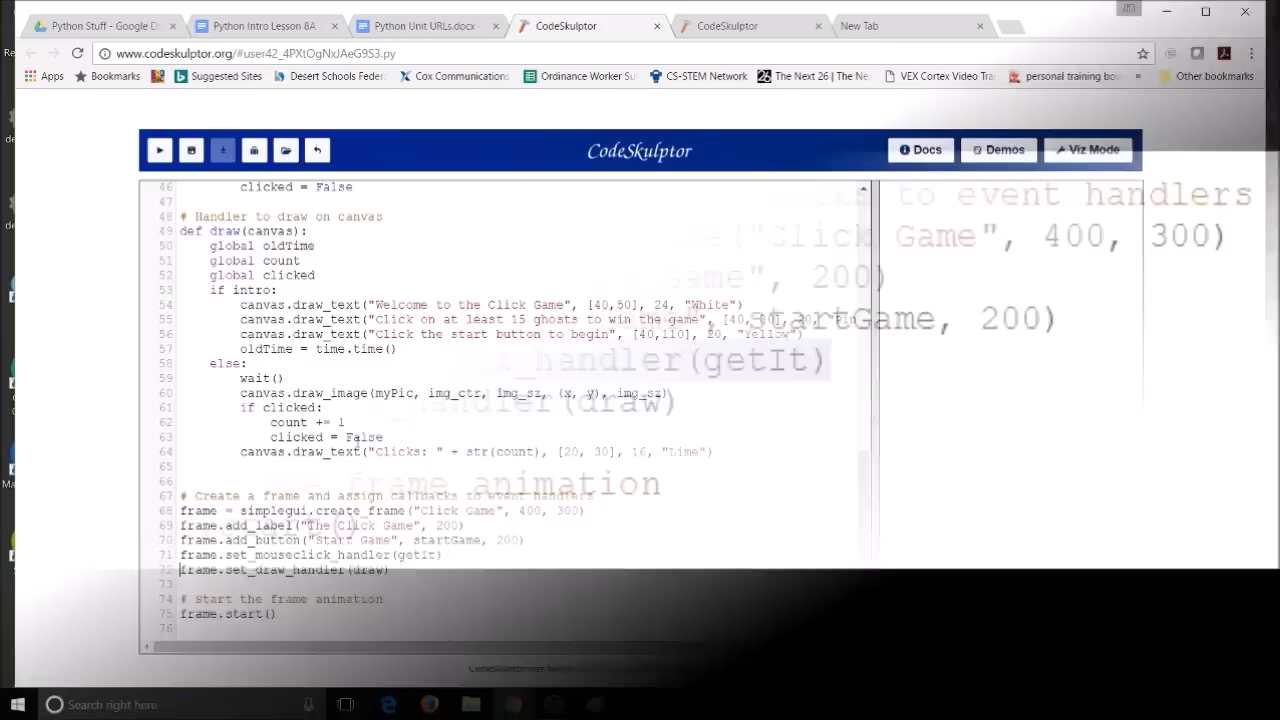 Python Stuff - Google D
Python Intro Lesson 8A
Python Unit URLs.docx
CodeSkulptor
CodeSkulptor
New Tab
www.codeskulptor.org/#user42_4PXtOgNxJAeG9S3.py
Apps
Bookmarks
Suggested Sites
Desert Schools Feder
Cox Communications
Ordinance Worker Su
CS-STEM Network
The Next 26 | The Ne
VEX Cortex Video Tra
personal training boo
Other bookmarks
CodeSkulptor
Docs
Demos
Viz Mode
46 clicked = False
47
48 # Handler to draw on canvas
49 def draw(canvas):
50 global oldTime
51 global count
52 global clicked
53 if intro:
54 canvas.draw_text("Welcome to the Click Game", [40,50], 24, "White")
55 canvas.draw_text("Click on at least 15 ghosts to win the game", [40,
56 canvas.draw_text("Click the start button to begin", [40,110], 20, "Yellow")
57 oldTime = time.time()
58 else:
59 wait()
60 canvas.draw_image(myPic, img_ctr, img_sz, (x, y), img_sz)
61 if clicked:
62 count += 1
63 clicked = False
64 canvas.draw_text("Clicks: " + str(count), [20, 30], 16, "Lime")
65
66
67 # Create a frame and assign callbacks to event handlers
68 frame = simplegui.create_frame("Click Game", 400, 300)
69 frame.add_label("The Click Game", 200)
70 frame.add_button("Start Game", startGame, 200)
71 frame.set_mouseclick_handler(getIt)
72 frame.set_draw_handler(draw)
73
74 # Start the frame animation
75 frame.start()
76
to event handlers
("Click Game", 400, 300)
Game", 200)
startGame, 200)
_handler(getIt)
handler(draw)
frame animation
Search right here